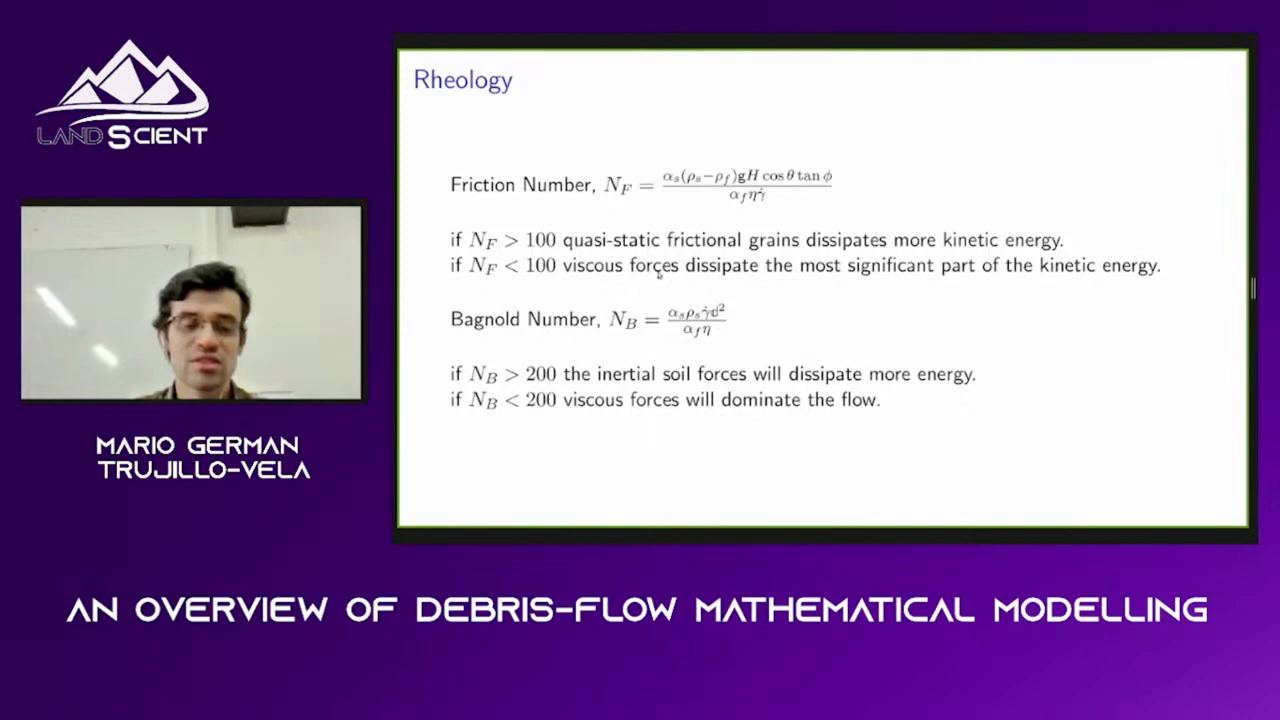 LANDSCIENT
Rheology
Friction Number, N_F = α_s(ρ_s−ρ_f)gH cos θ tan ϕ / α_f η γ̇
if N_F > 100 quasi-static frictional grains dissipates more kinetic energy.
if N_F < 100 viscous forces dissipate the most significant part of the kinetic energy.
Bagnold Number, N_B = α_s ρ_s γ̇ d² / α_f η
if N_B > 200 the inertial soil forces will dissipate more energy.
if N_B < 200 viscous forces will dominate the flow.
MARIO GERMAN
TRUJILLO-VELA
AN OVERVIEW OF DEBRIS-FLOW MATHEMATICAL MODELLING